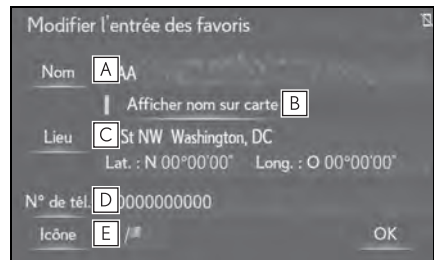 Modifier l'entrée des favoris
Nom A AA
Afficher nom sur carte B
Lieu C St NW Washington, DC
Lat. : N 00°00'00" Long. : O 00°00'00"
N° de tél. D 0000000000
Icône E
OK